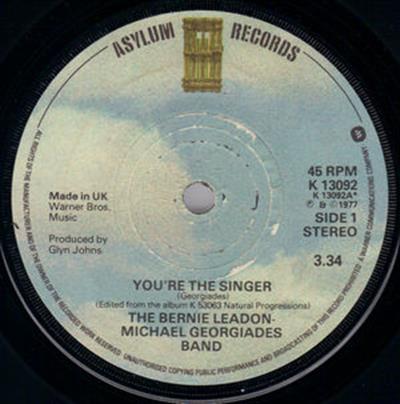 ASYLUM RECORDS
45 RPM
K 13092
K 13092A*
℗ & © 1977
SIDE 1
STEREO
3.34
Made in UK
Warner Bros.
Music
Produced by
Glyn Johns
YOU'RE THE SINGER
(Georgiades)
(Edited from the album K 53063 Natural Progressions)
THE BERNIE LEADON-
MICHAEL GEORGIADES
BAND
ALL RIGHTS OF THE MANUFACTURER AND OF THE OWNER OF THE RECORDED WORK RESERVED UNAUTHORISED COPYING PUBLIC PERFORMANCE AND BROADCASTING OF THIS RECORD PROHIBITED A WARNER COMMUNICATIONS COMPANY